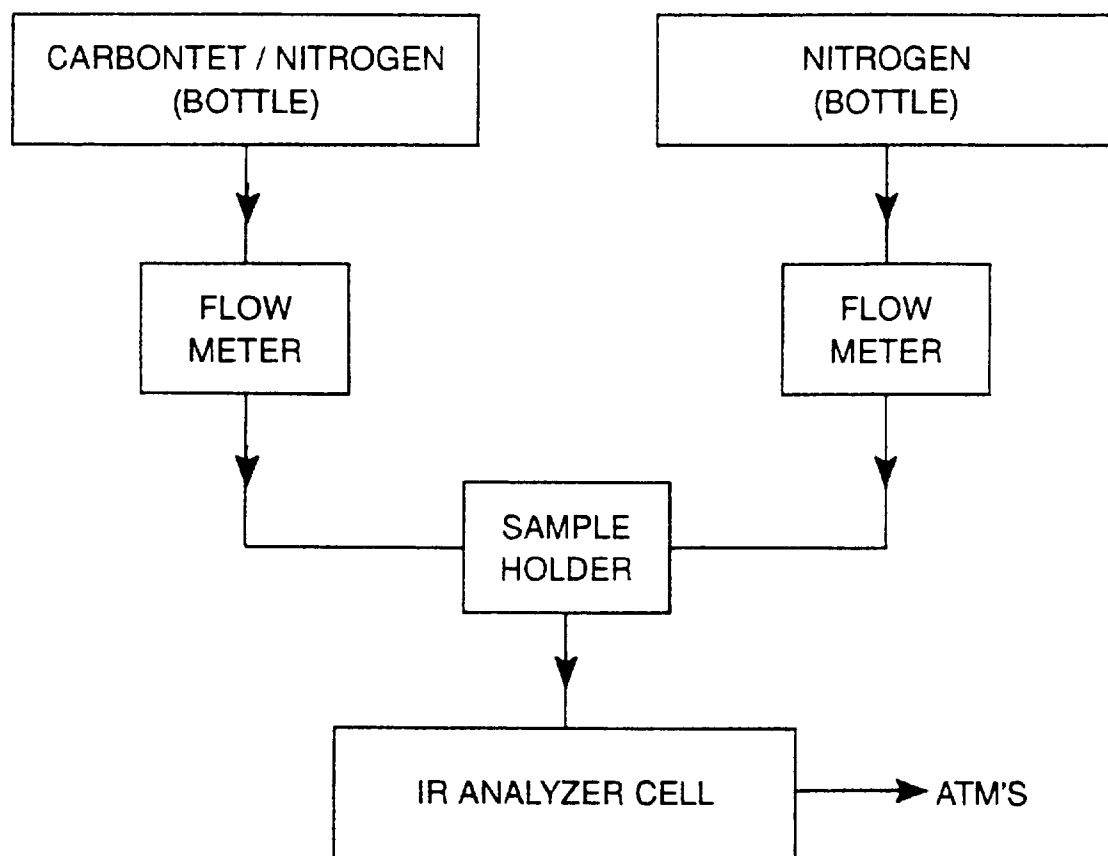 CARBONTET / NITROGEN
(BOTTLE)
NITROGEN
(BOTTLE)
FLOW
METER
FLOW
METER
SAMPLE
HOLDER
IR ANALYZER CELL
ATM'S